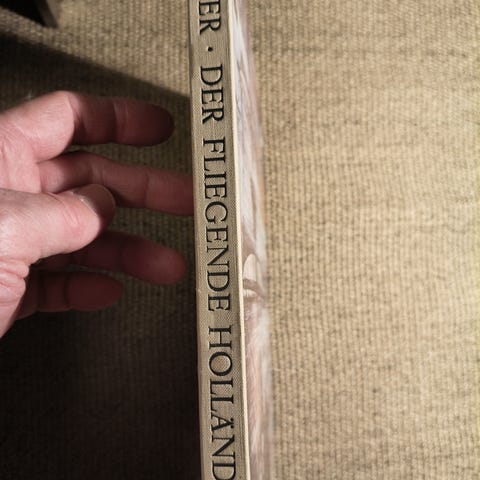 ER · DER FLIEGENDE HOLLÄND